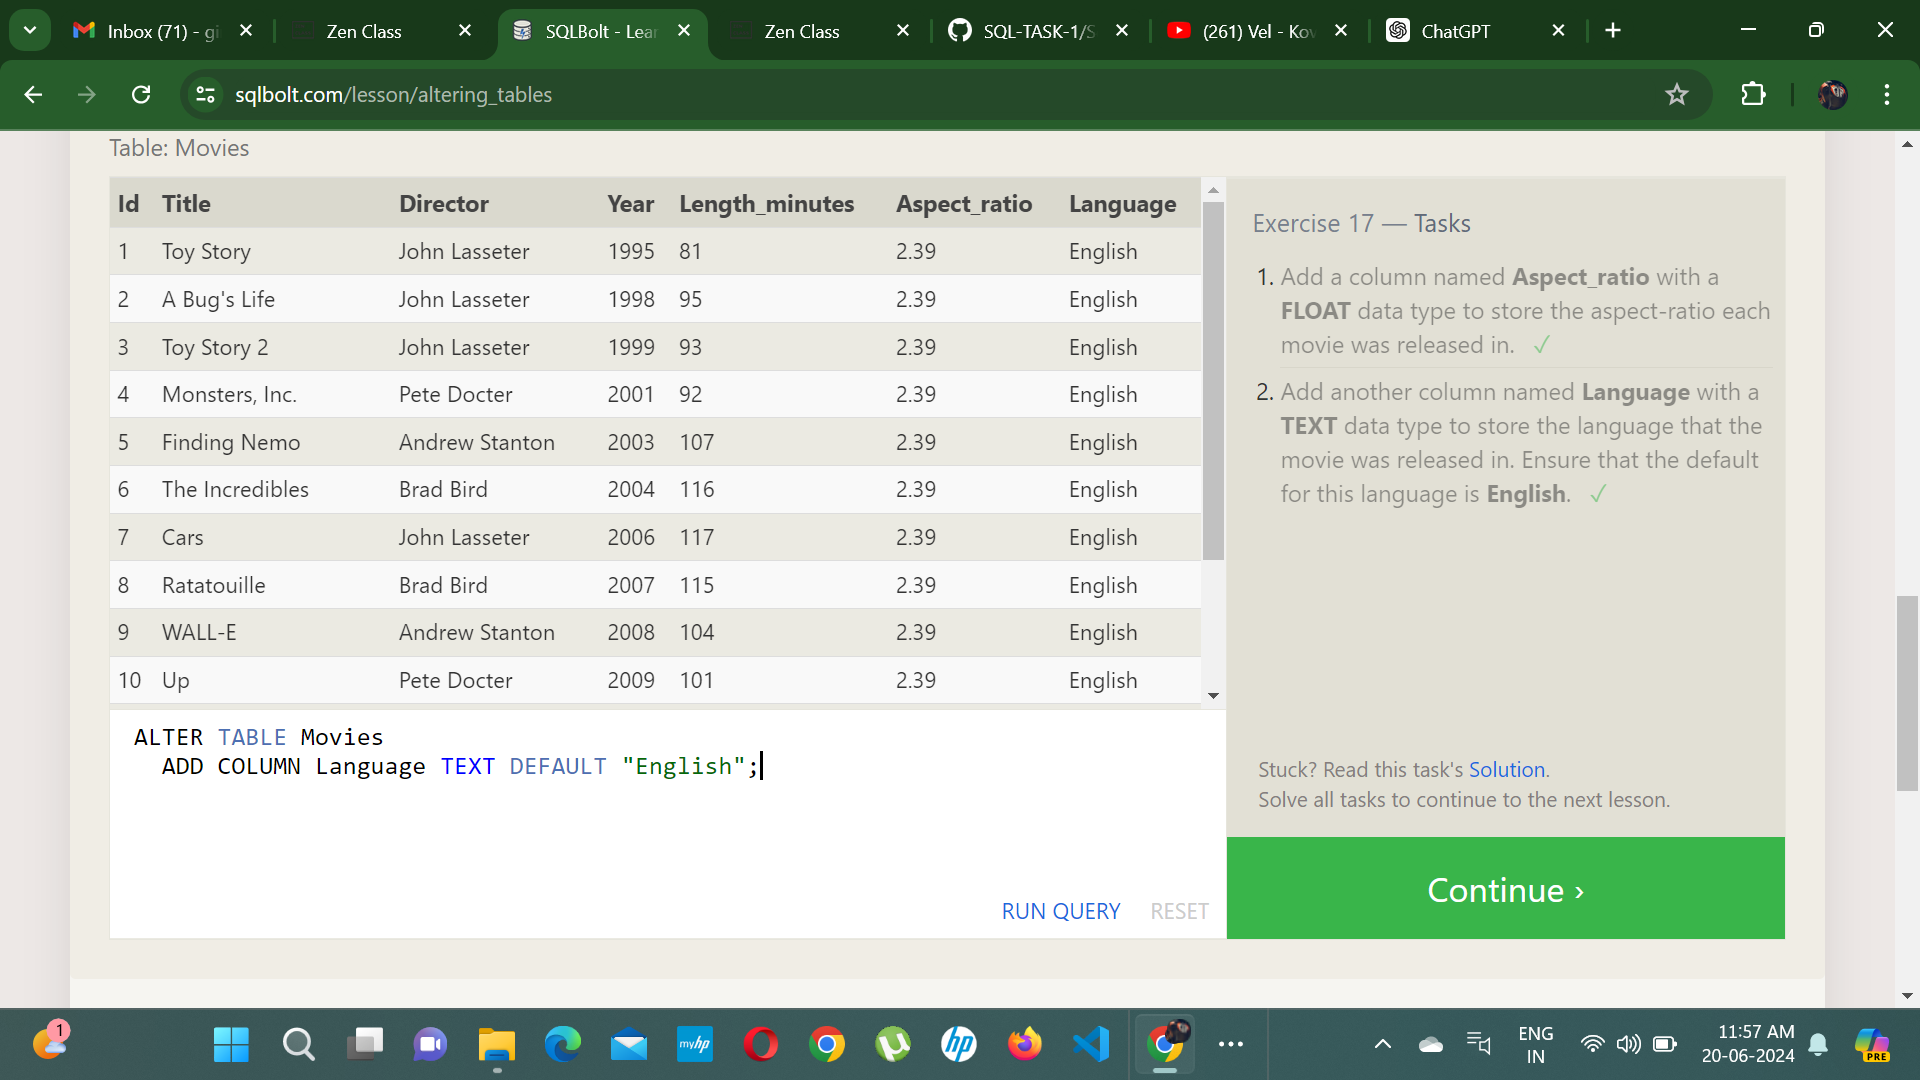 Inbox (71) - gi
Zen Class
SQLBolt - Lear
Zen Class
SQL-TASK-1/S
(261) Vel - Kov
ChatGPT
sqlbolt.com/lesson/altering_tables
Table: Movies
Id Title Director Year Length_minutes Aspect_ratio Language
1 Toy Story John Lasseter 1995 81 2.39 English
2 A Bug's Life John Lasseter 1998 95 2.39 English
3 Toy Story 2 John Lasseter 1999 93 2.39 English
4 Monsters, Inc. Pete Docter 2001 92 2.39 English
5 Finding Nemo Andrew Stanton 2003 107 2.39 English
6 The Incredibles Brad Bird 2004 116 2.39 English
7 Cars John Lasseter 2006 117 2.39 English
8 Ratatouille Brad Bird 2007 115 2.39 English
9 WALL-E Andrew Stanton 2008 104 2.39 English
10 Up Pete Docter 2009 101 2.39 English
ALTER TABLE Movies
ADD COLUMN Language TEXT DEFAULT "English";
RUN QUERY RESET
Exercise 17 — Tasks
1. Add a column named Aspect_ratio with a
FLOAT data type to store the aspect-ratio each
movie was released in. ✓
2. Add another column named Language with a
TEXT data type to store the language that the
movie was released in. Ensure that the default
for this language is English. ✓
Stuck? Read this task's Solution.
Solve all tasks to continue to the next lesson.
Continue ›
1
myhp
hp
ENG
IN
11:57 AM
20-06-2024
PRE